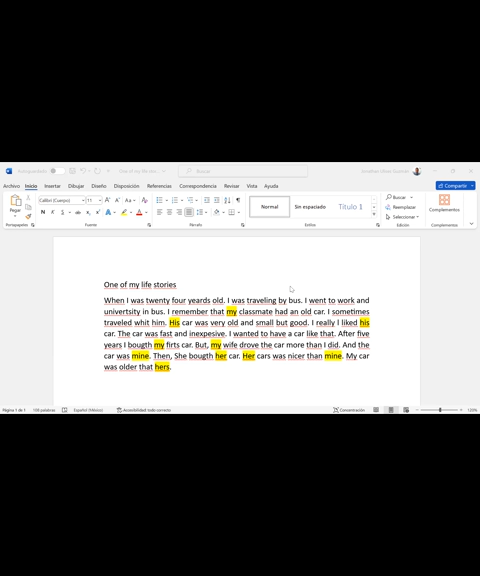 Buscar
Archivo Inicio Insertar Dibujar Diseño Disposición Referencias Correspondencia Revisar Vista Ayuda Compartir
Pegar Calibri (Cuerpo) 11 Normal Sin espaciado Título 1 Buscar Reemplazar Seleccionar Complementos
Portapapeles Fuente Párrafo Estilos Edición Complementos
One of my life stories
When I was twenty four yeards old. I was traveling by bus. I went to work and
univertsity in bus. I remember that my classmate had an old car. I sometimes
traveled whit him. His car was very old and small but good. I really I liked his
car. The car was fast and inexpesive. I wanted to have a car like that. After five
years I bougth my firts car. But, my wife drove the car more than I did. And the
car was mine. Then, She bougth her car. Her cars was nicer than mine. My car
was older that hers.
Página 1 de 1 108 palabras Español (México) Accesibilidad: todo correcto Concentración 120%